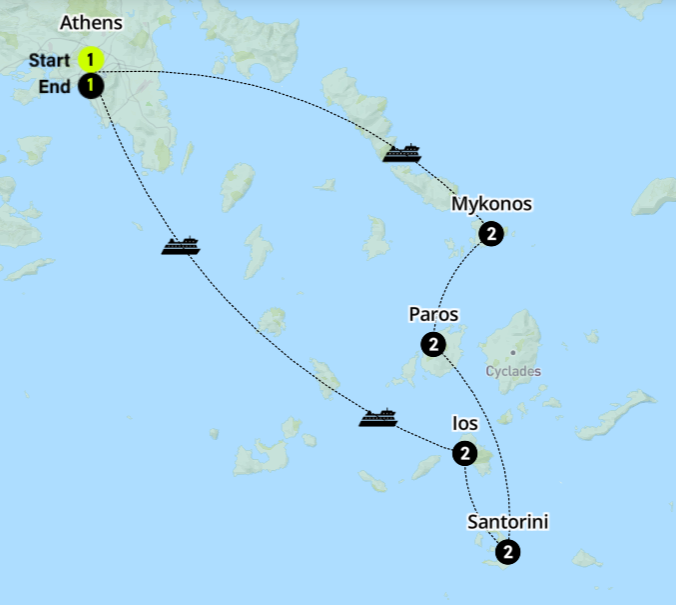 Athens
Start 1
End 1
Mykonos
2
Paros
2
Cyclades
Ios
2
Santorini
2